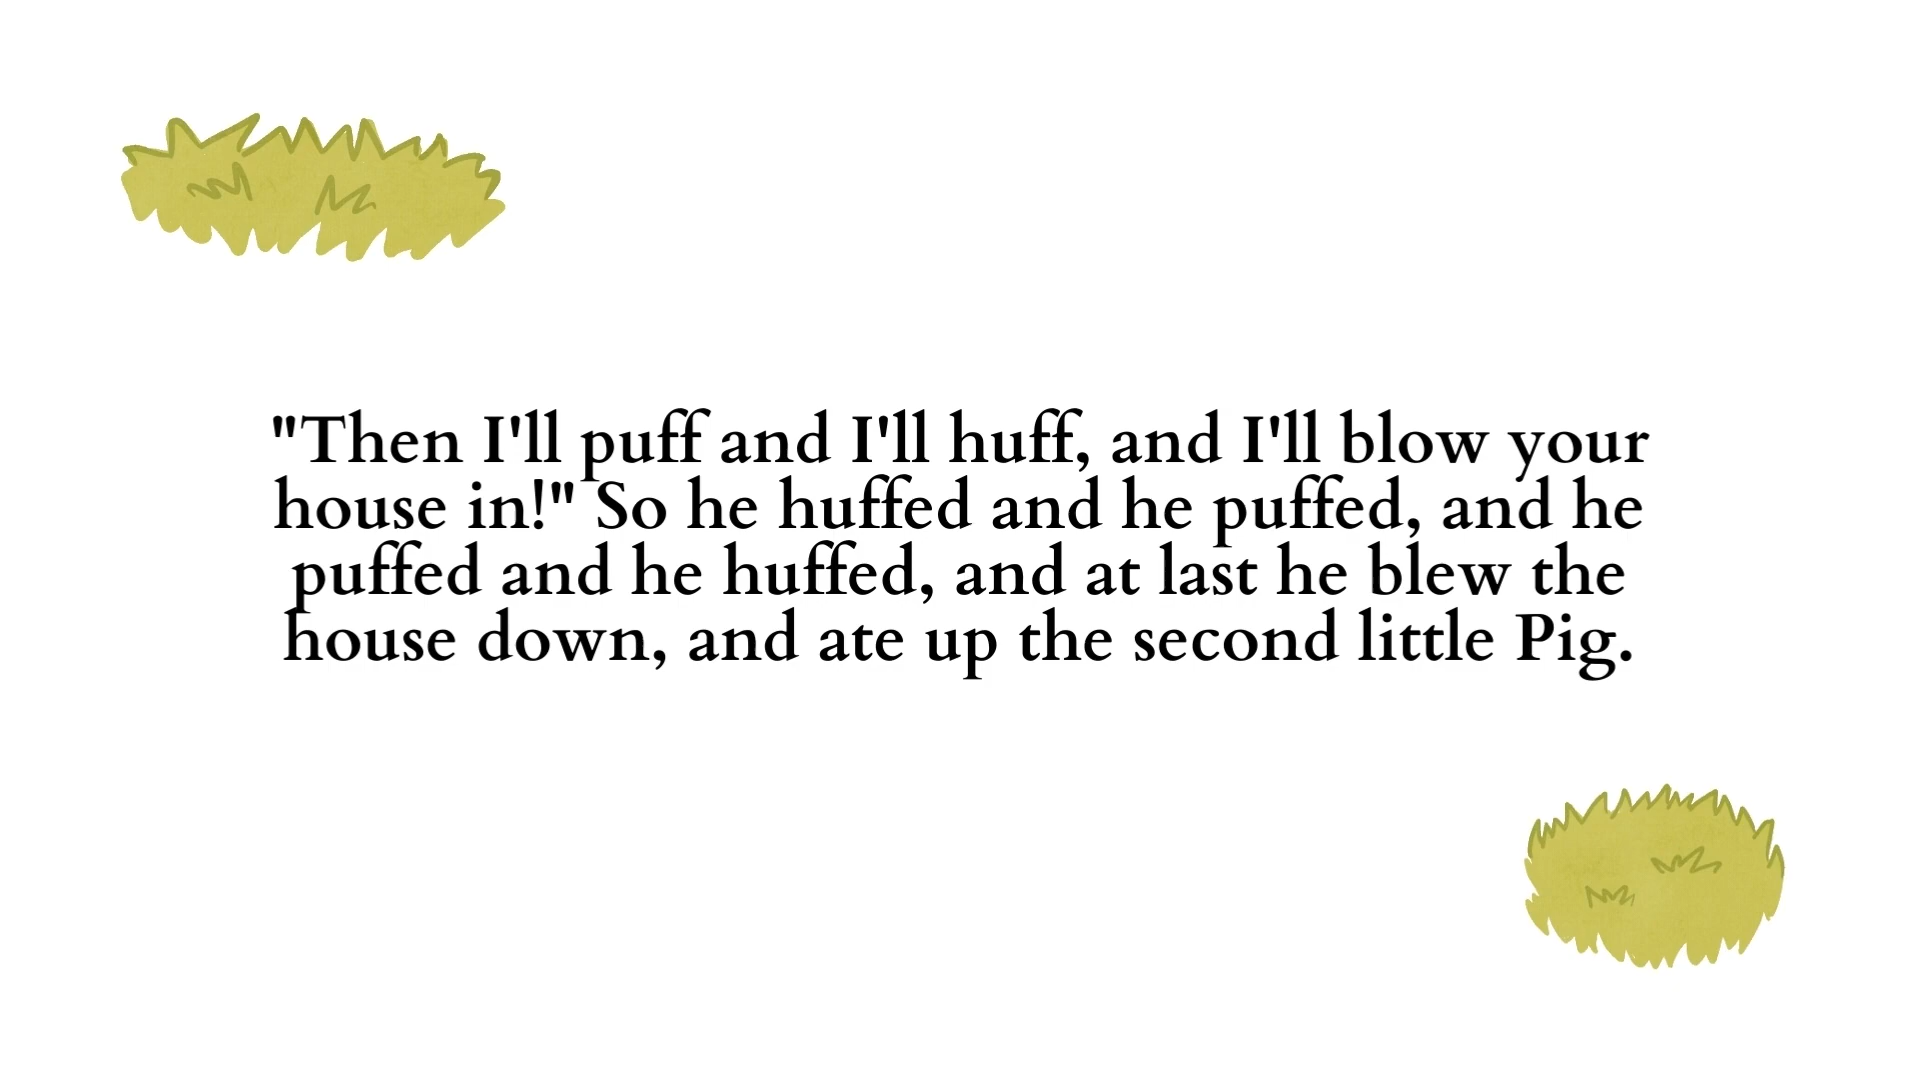 "Then I'll puff and I'll huff, and I'll blow your
house in!" So he huffed and he puffed, and he
puffed and he huffed, and at last he blew the
house down, and ate up the second little Pig.